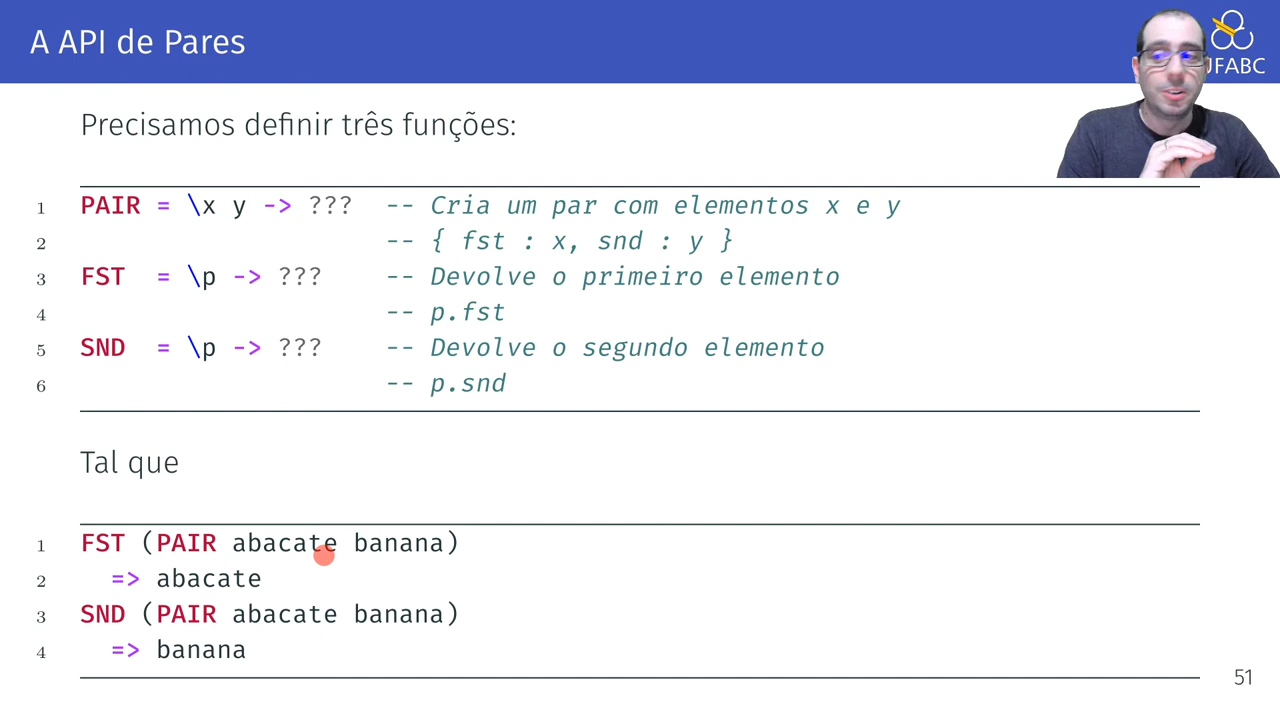 A API de Pares
UFABC
Precisamos definir três funções:
1 PAIR = \x y -> ??? -- Cria um par com elementos x e y
2 -- { fst : x, snd : y }
3 FST = \p -> ??? -- Devolve o primeiro elemento
4 -- p.fst
5 SND = \p -> ??? -- Devolve o segundo elemento
6 -- p.snd
Tal que
1 FST (PAIR abacate banana)
2 => abacate
3 SND (PAIR abacate banana)
4 => banana
51